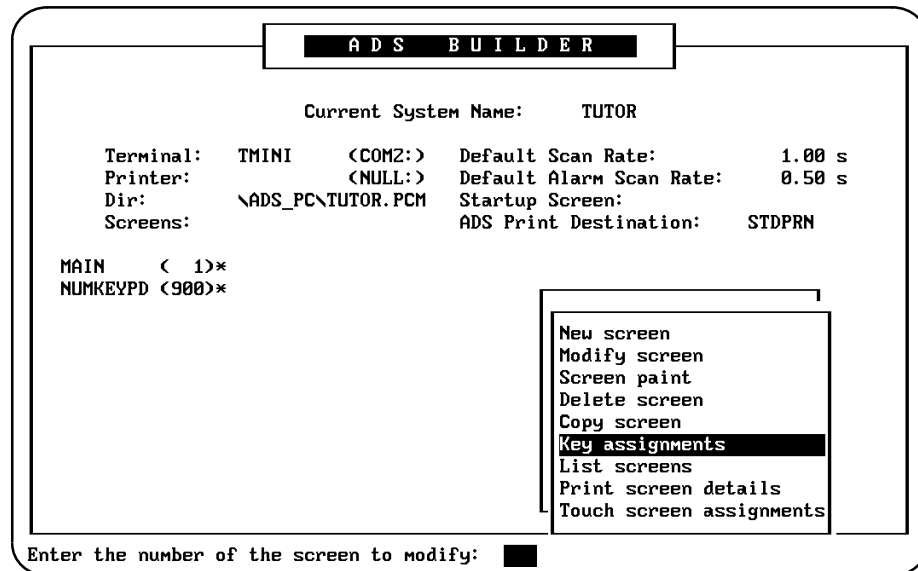 ADS BUILDER
Current System Name: TUTOR
Terminal: TMINI (COM2:) Default Scan Rate: 1.00 s
Printer: (NULL:) Default Alarm Scan Rate: 0.50 s
Dir: \ADS_PC\TUTOR.PCM Startup Screen:
Screens: ADS Print Destination: STDPRN
MAIN ( 1)*
NUMKEYPD (900)*
New screen
Modify screen
Screen paint
Delete screen
Copy screen
Key assignments
List screens
Print screen details
Touch screen assignments
Enter the number of the screen to modify: